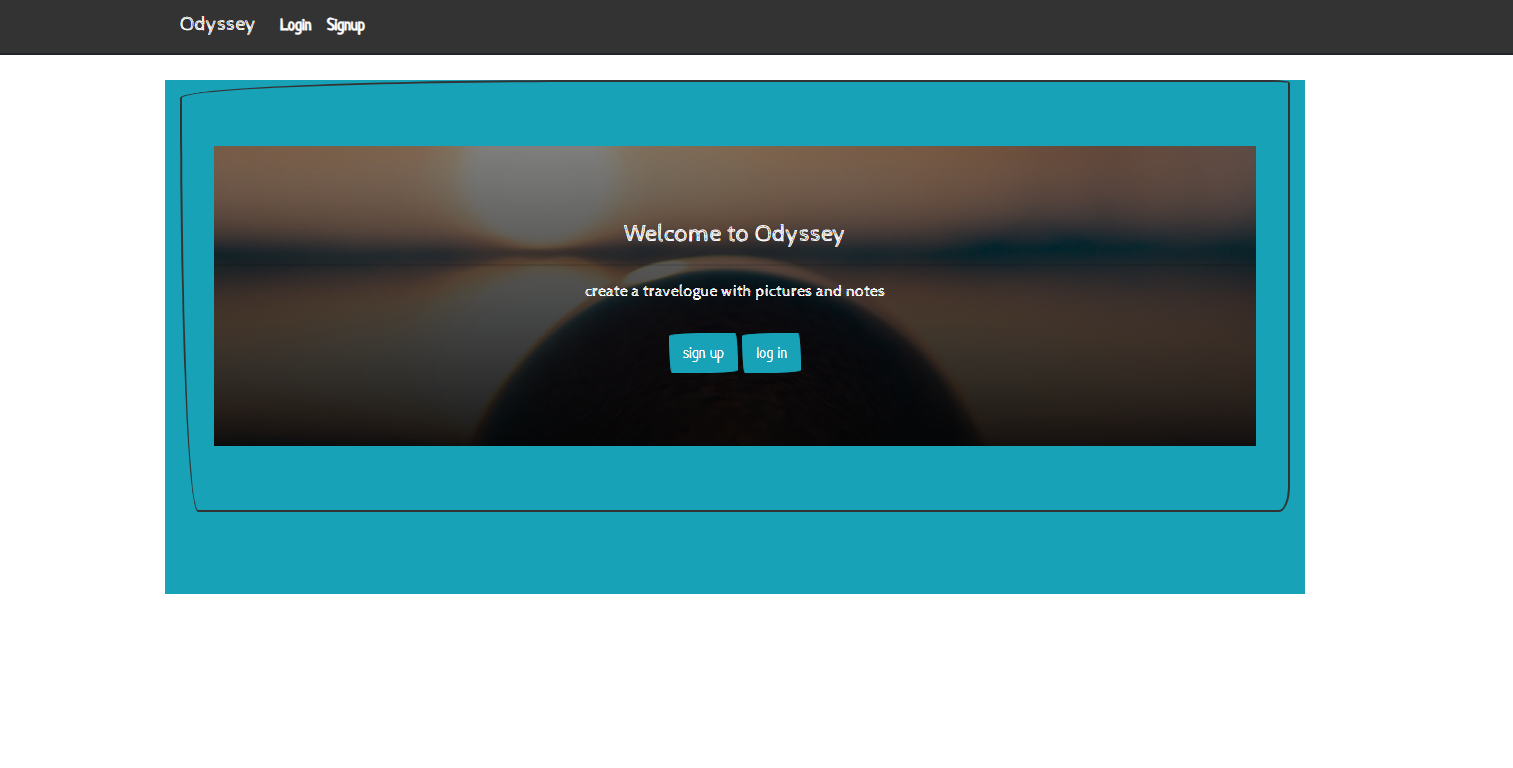 Odyssey Login Signup
Welcome to Odyssey
create a travelogue with pictures and notes
sign up log in